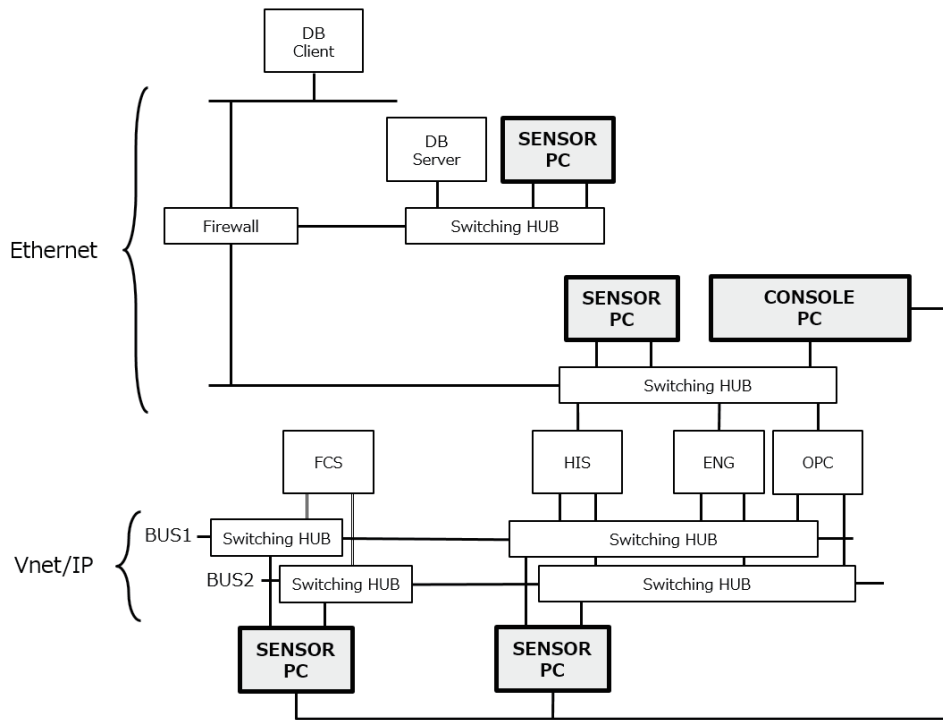 DB
Client
DB
Server
SENSOR
PC
Firewall
Switching HUB
Ethernet
SENSOR
PC
CONSOLE
PC
Switching HUB
FCS
HIS
ENG
OPC
BUS1
Switching HUB
Switching HUB
Vnet/IP
BUS2
Switching HUB
Switching HUB
SENSOR
PC
SENSOR
PC